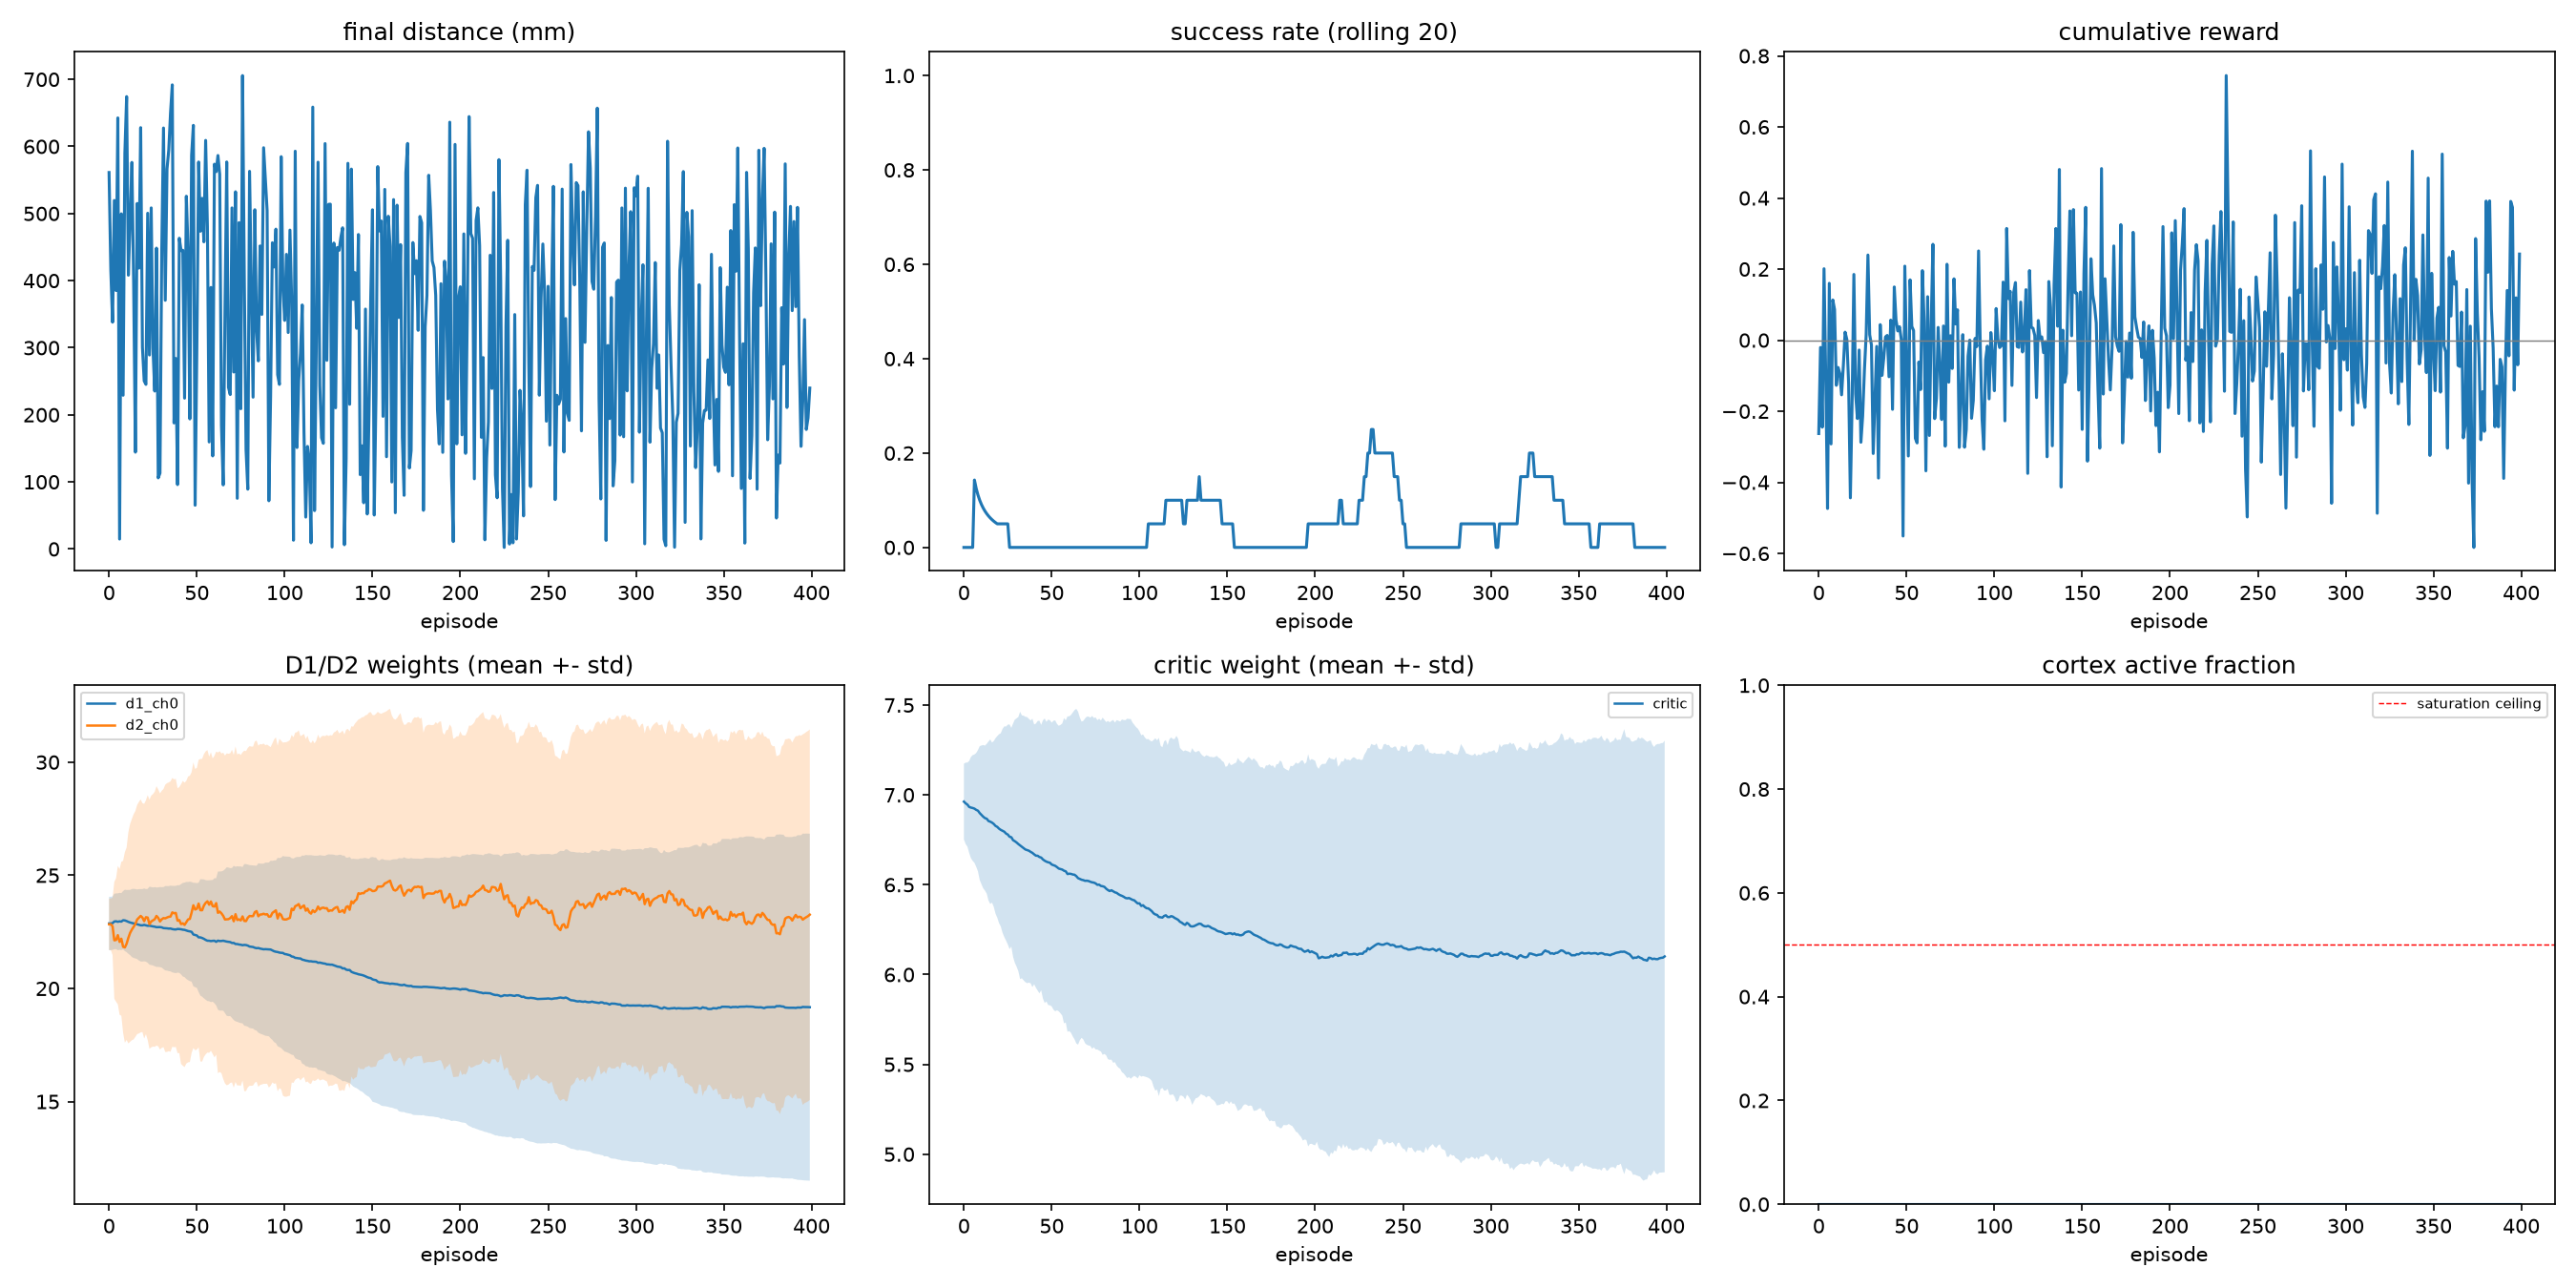 final distance (mm)
700
600
500
400
300
200
100
0
0 50 100 150 200 250 300 350 400
episode
success rate (rolling 20)
1.0
0.8
0.6
0.4
0.2
0.0
0 50 100 150 200 250 300 350 400
episode
cumulative reward
0.8
0.6
0.4
0.2
0.0
−0.2
−0.4
−0.6
0 50 100 150 200 250 300 350 400
episode
D1/D2 weights (mean +- std)
d1_ch0
d2_ch0
30
25
20
15
0 50 100 150 200 250 300 350 400
episode
critic weight (mean +- std)
critic
7.5
7.0
6.5
6.0
5.5
5.0
0 50 100 150 200 250 300 350 400
episode
cortex active fraction
saturation ceiling
1.0
0.8
0.6
0.4
0.2
0.0
0 50 100 150 200 250 300 350 400
episode